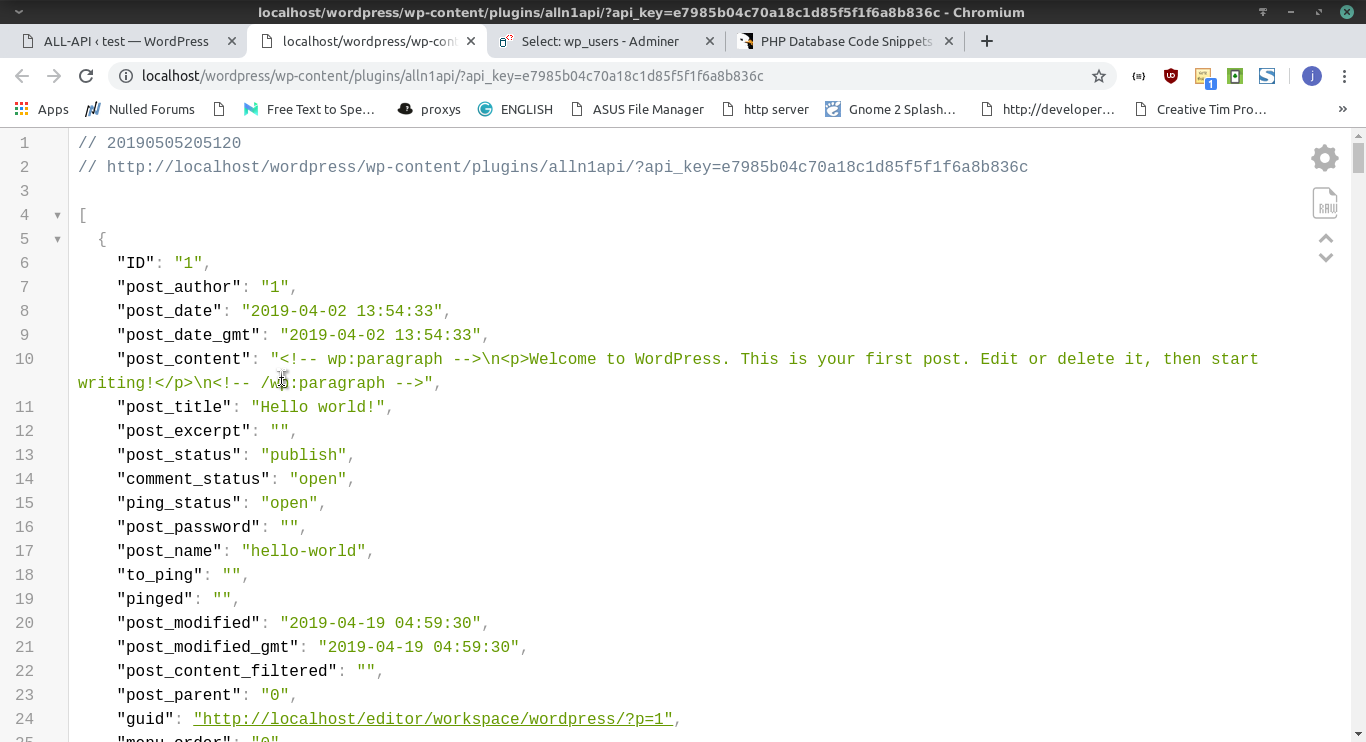 localhost/wordpress/wp-content/plugins/alln1api/?api_key=e7985b04c70a18c1d85f5f1f6a8b836c - Chromium
ALL-API ‹ test — WordPress
localhost/wordpress/wp-cont
Select: wp_users - Adminer
PHP Database Code Snippets
localhost/wordpress/wp-content/plugins/alln1api/?api_key=e7985b04c70a18c1d85f5f1f6a8b836c
1
j
Apps Nulled Forums Free Text to Spe… proxys ENGLISH ASUS File Manager http server Gnome 2 Splash… http://developer… Creative Tim Pro… »
1 // 20190505205120
2 // http://localhost/wordpress/wp-content/plugins/alln1api/?api_key=e7985b04c70a18c1d85f5f1f6a8b836c
RAW
3
4 [
5 {
6 "ID": "1",
7 "post_author": "1",
8 "post_date": "2019-04-02 13:54:33",
9 "post_date_gmt": "2019-04-02 13:54:33",
10 "post_content": "<!-- wp:paragraph -->\n<p>Welcome to WordPress. This is your first post. Edit or delete it, then start
writing!</p>\n<!-- /wp:paragraph -->",
11 "post_title": "Hello world!",
12 "post_excerpt": "",
13 "post_status": "publish",
14 "comment_status": "open",
15 "ping_status": "open",
16 "post_password": "",
17 "post_name": "hello-world",
18 "to_ping": "",
19 "pinged": "",
20 "post_modified": "2019-04-19 04:59:30",
21 "post_modified_gmt": "2019-04-19 04:59:30",
22 "post_content_filtered": "",
23 "post_parent": "0",
24 "guid": "http://localhost/editor/workspace/wordpress/?p=1",
25 "menu_order": "0"